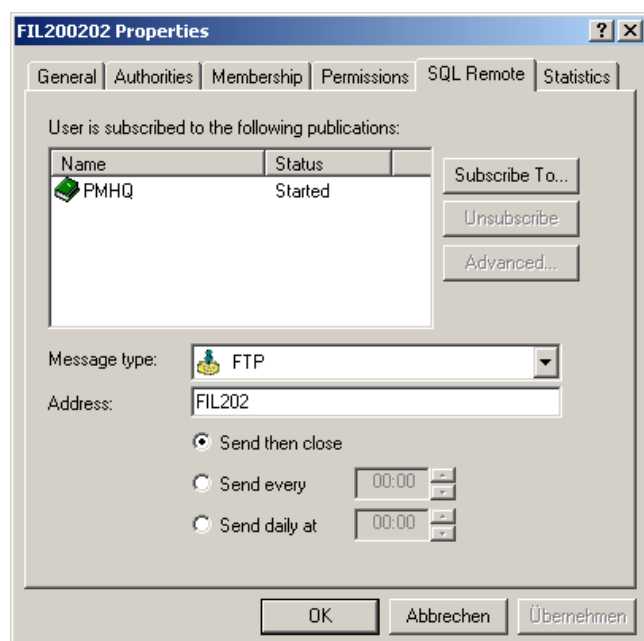 FIL200202 Properties
General Authorities Membership Permissions SQL Remote Statistics
User is subscribed to the following publications:
Name Status
PMHQ Started
Subscribe To...
Unsubscribe
Advanced...
Message type: FTP
Address: FIL202
Send then close
Send every 00:00
Send daily at 00:00
OK Abbrechen Übernehmen